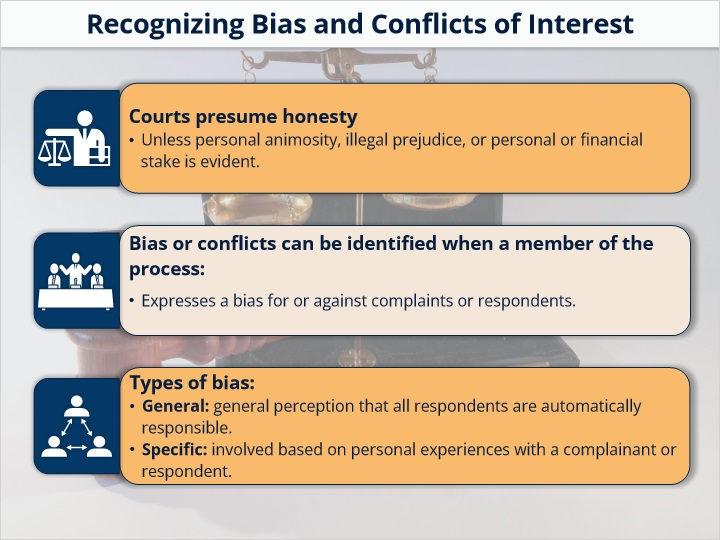 Recognizing Bias and Conflicts of Interest
Courts presume honesty
• Unless personal animosity, illegal prejudice, or personal or financial
stake is evident.
Bias or conflicts can be identified when a member of the
process:
• Expresses a bias for or against complaints or respondents.
Types of bias:
• General: general perception that all respondents are automatically
responsible.
• Specific: involved based on personal experiences with a complainant or
respondent.